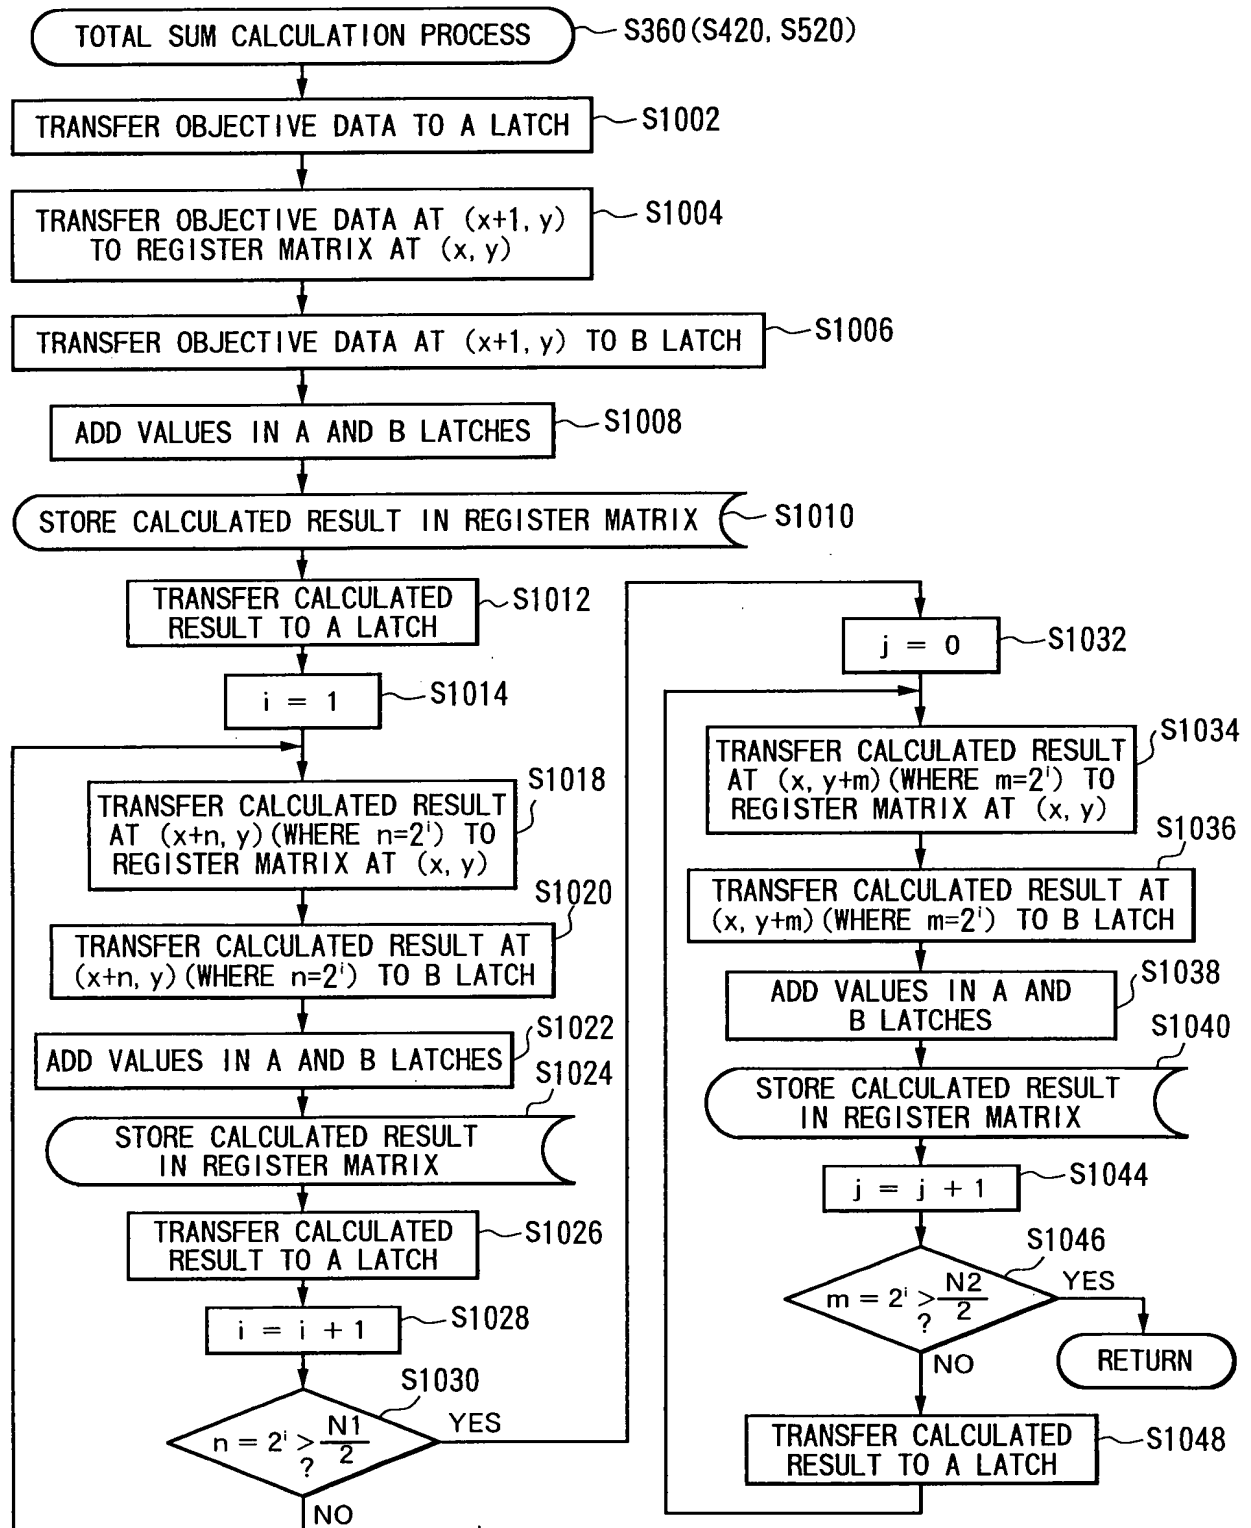 TOTAL SUM CALCULATION PROCESS
S360(S420, S520)
TRANSFER OBJECTIVE DATA TO A LATCH
S1002
TRANSFER OBJECTIVE DATA AT (x+1, y)
TO REGISTER MATRIX AT (x, y)
S1004
TRANSFER OBJECTIVE DATA AT (x+1, y) TO B LATCH
S1006
ADD VALUES IN A AND B LATCHES
S1008
STORE CALCULATED RESULT IN REGISTER MATRIX
S1010
TRANSFER CALCULATED
RESULT TO A LATCH
S1012
i = 1
S1014
TRANSFER CALCULATED RESULT
AT (x+n, y)(WHERE n=2ⁱ) TO
REGISTER MATRIX AT (x, y)
S1018
TRANSFER CALCULATED RESULT AT
(x+n, y)(WHERE n=2ⁱ) TO B LATCH
S1020
ADD VALUES IN A AND B LATCHES
S1022
STORE CALCULATED RESULT
IN REGISTER MATRIX
S1024
TRANSFER CALCULATED
RESULT TO A LATCH
S1026
i = i + 1
S1028
n = 2ⁱ > N1/2
?
S1030
YES
NO
j = 0
S1032
TRANSFER CALCULATED RESULT
AT (x, y+m)(WHERE m=2ⁱ) TO
REGISTER MATRIX AT (x, y)
S1034
TRANSFER CALCULATED RESULT AT
(x, y+m)(WHERE m=2ⁱ) TO B LATCH
S1036
ADD VALUES IN A AND
B LATCHES
S1038
STORE CALCULATED RESULT
IN REGISTER MATRIX
S1040
j = j + 1
S1044
m = 2ⁱ > N2/2
?
S1046
YES
NO
RETURN
TRANSFER CALCULATED
RESULT TO A LATCH
S1048